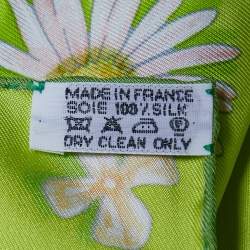 MADE IN FRANCE
SOIE 100% SILK
DRY CLEAN ONLY